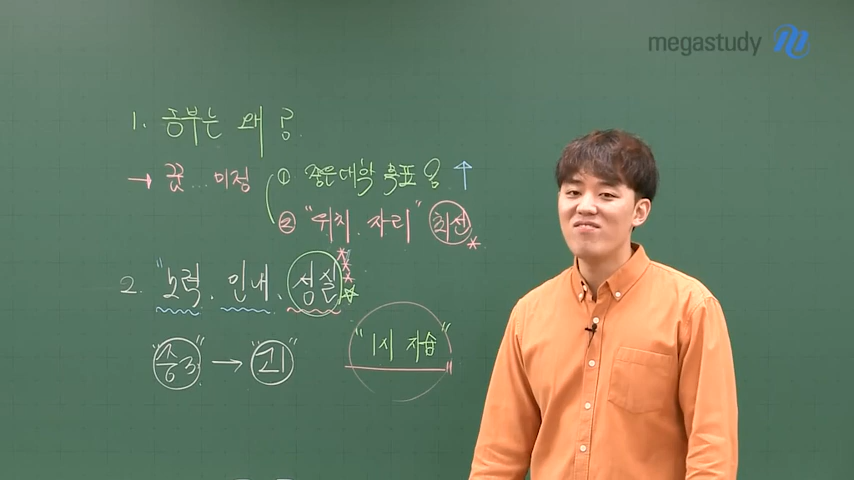 megastudy
1. 공부는 왜?
→ 꿈... 미정 ① 좋은 대학 목표 ↑
② "위치 자리" 최선 *
2. "노력, 인내, 성실
"중3" → "고1" "1시 자습"